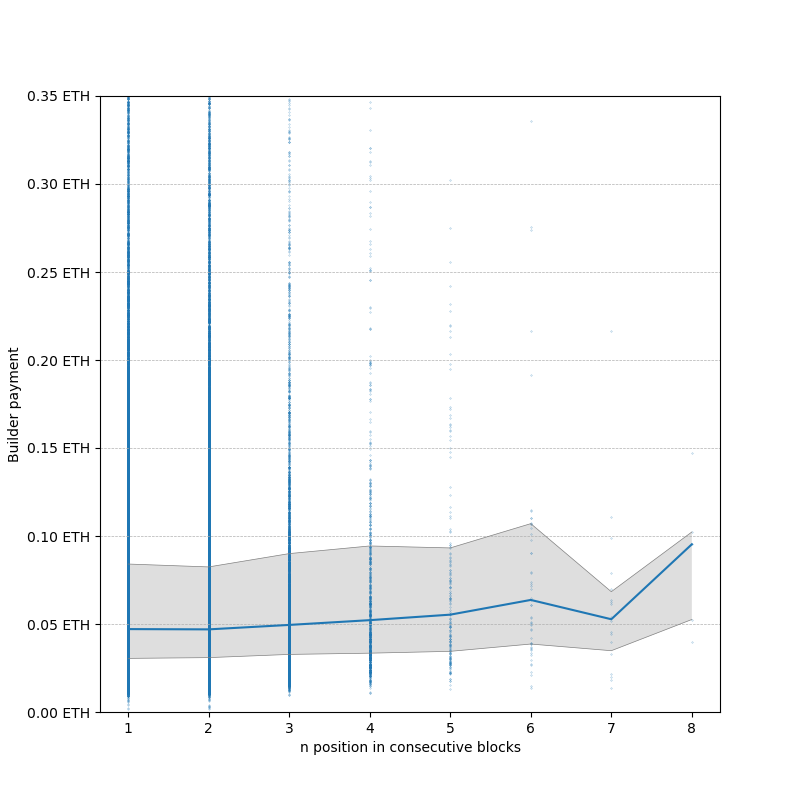 0.35 ETH
0.30 ETH
0.25 ETH
0.20 ETH
0.15 ETH
0.10 ETH
0.05 ETH
0.00 ETH
Builder payment
1 2 3 4 5 6 7 8
n position in consecutive blocks